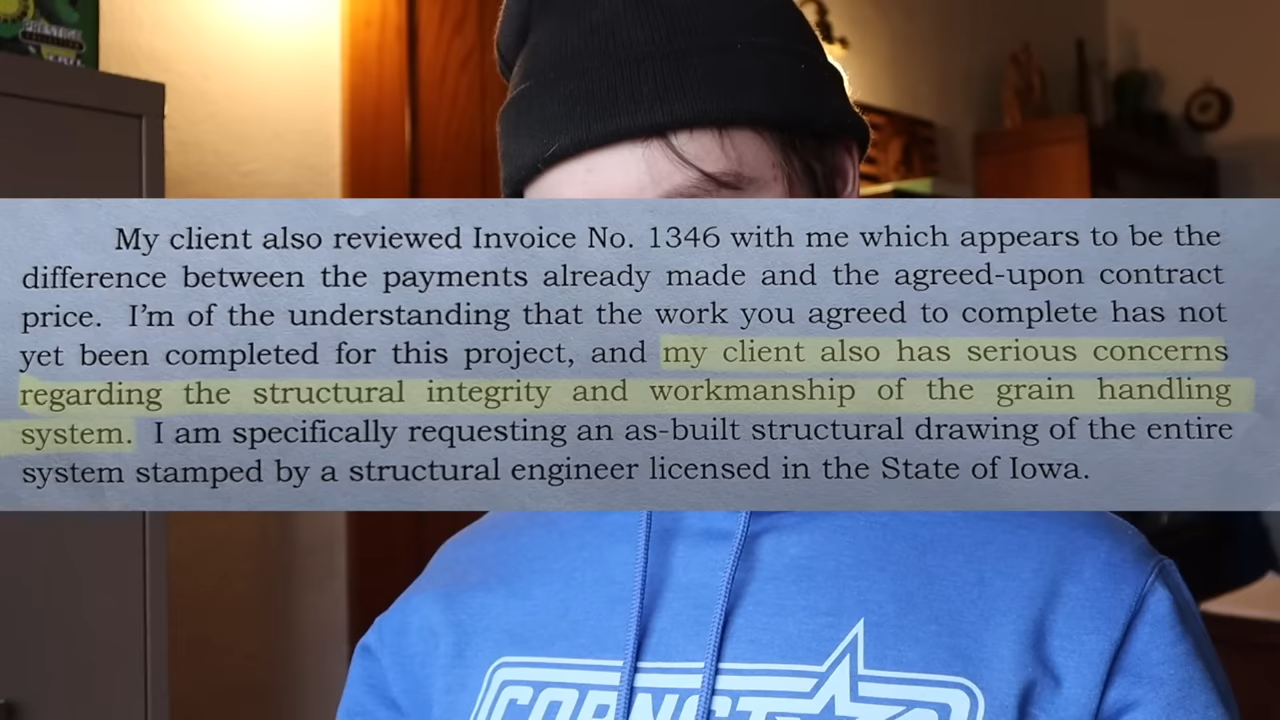 PRESTIGE
My client also reviewed Invoice No. 1346 with me which appears to be the
difference between the payments already made and the agreed-upon contract
price. I'm of the understanding that the work you agreed to complete has not
yet been completed for this project, and my client also has serious concerns
regarding the structural integrity and workmanship of the grain handling
system. I am specifically requesting an as-built structural drawing of the entire
system stamped by a structural engineer licensed in the State of Iowa.